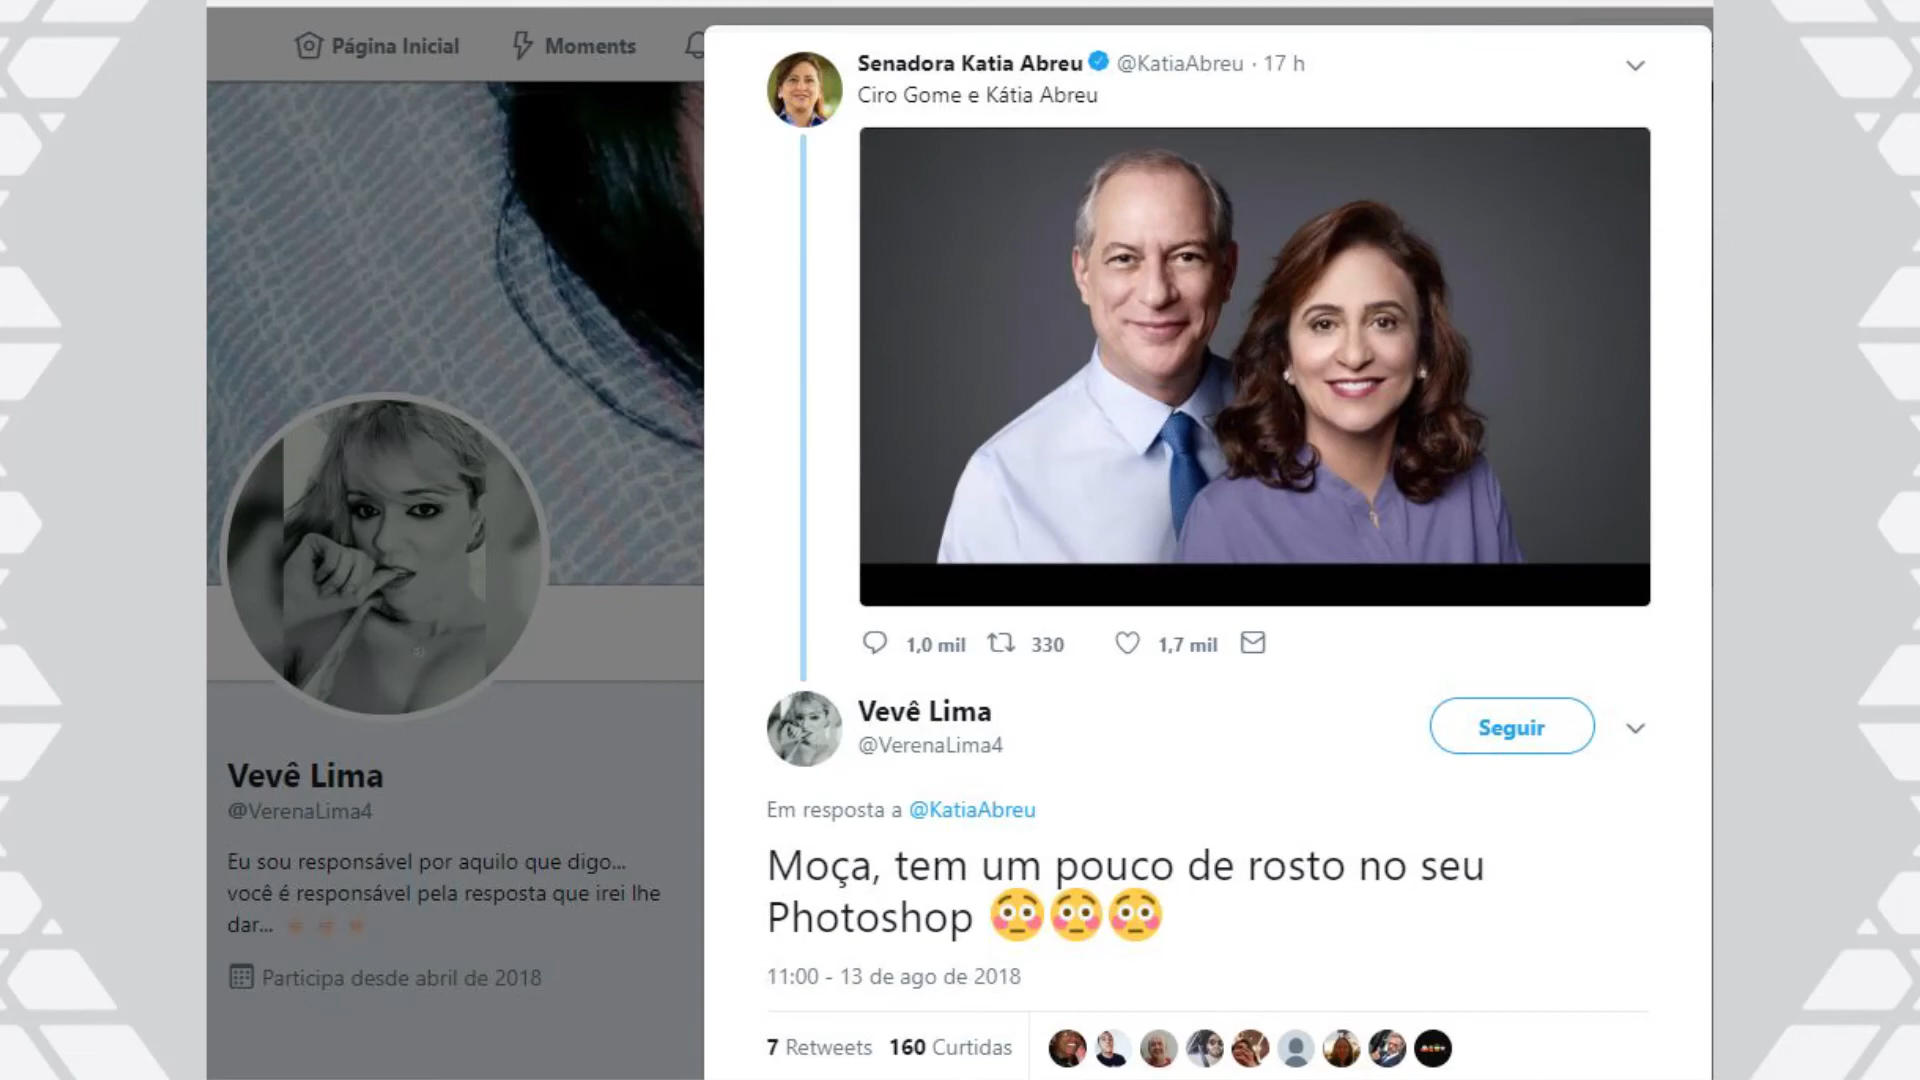 Página Inicial
Moments
Senadora Katia Abreu @KatiaAbreu · 17 h
Ciro Gome e Kátia Abreu
1,0 mil 330 1,7 mil
Vevê Lima
@VerenaLima4
Seguir
Em resposta a @KatiaAbreu
Moça, tem um pouco de rosto no seu
Photoshop 😳😳😳
11:00 - 13 de ago de 2018
7 Retweets 160 Curtidas
Vevê Lima
@VerenaLima4
Eu sou responsável por aquilo que digo...
você é responsável pela resposta que irei lhe
dar...
Participa desde abril de 2018